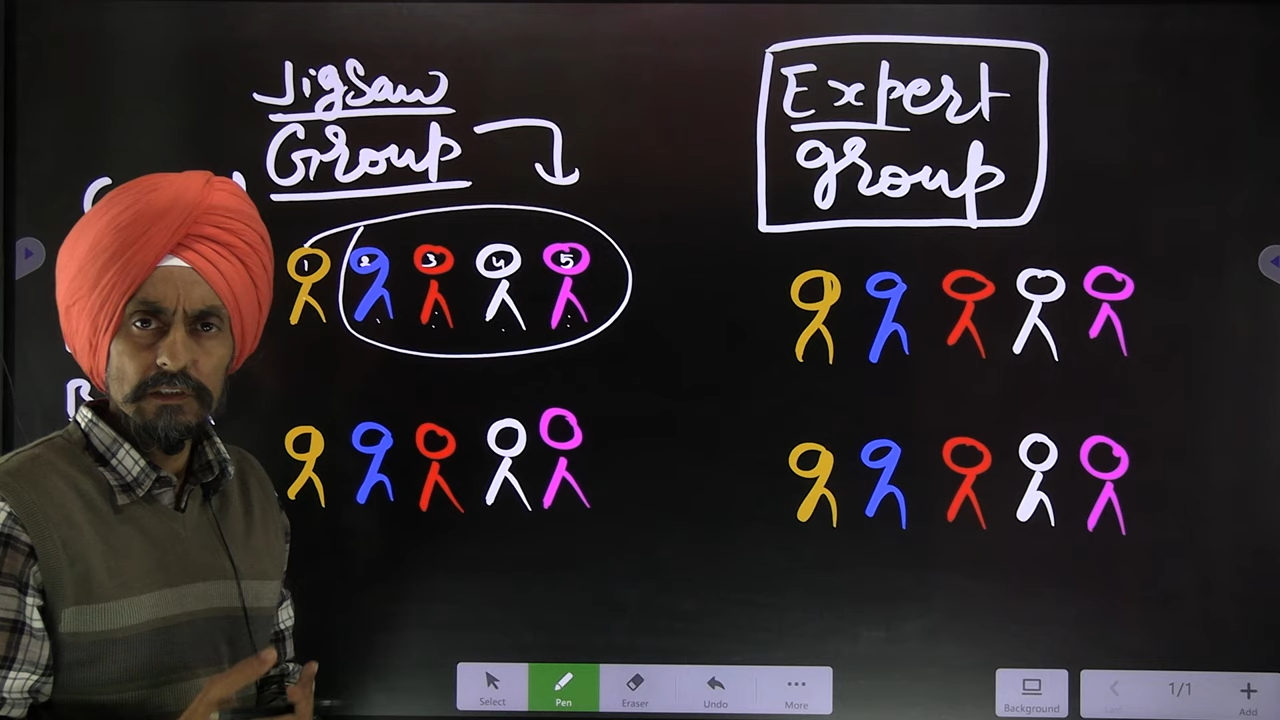 Jigsaw
Group
Expert
group
1 2 3 4 5
Select
Pen
Eraser
Undo
More
Background
1/1
Add